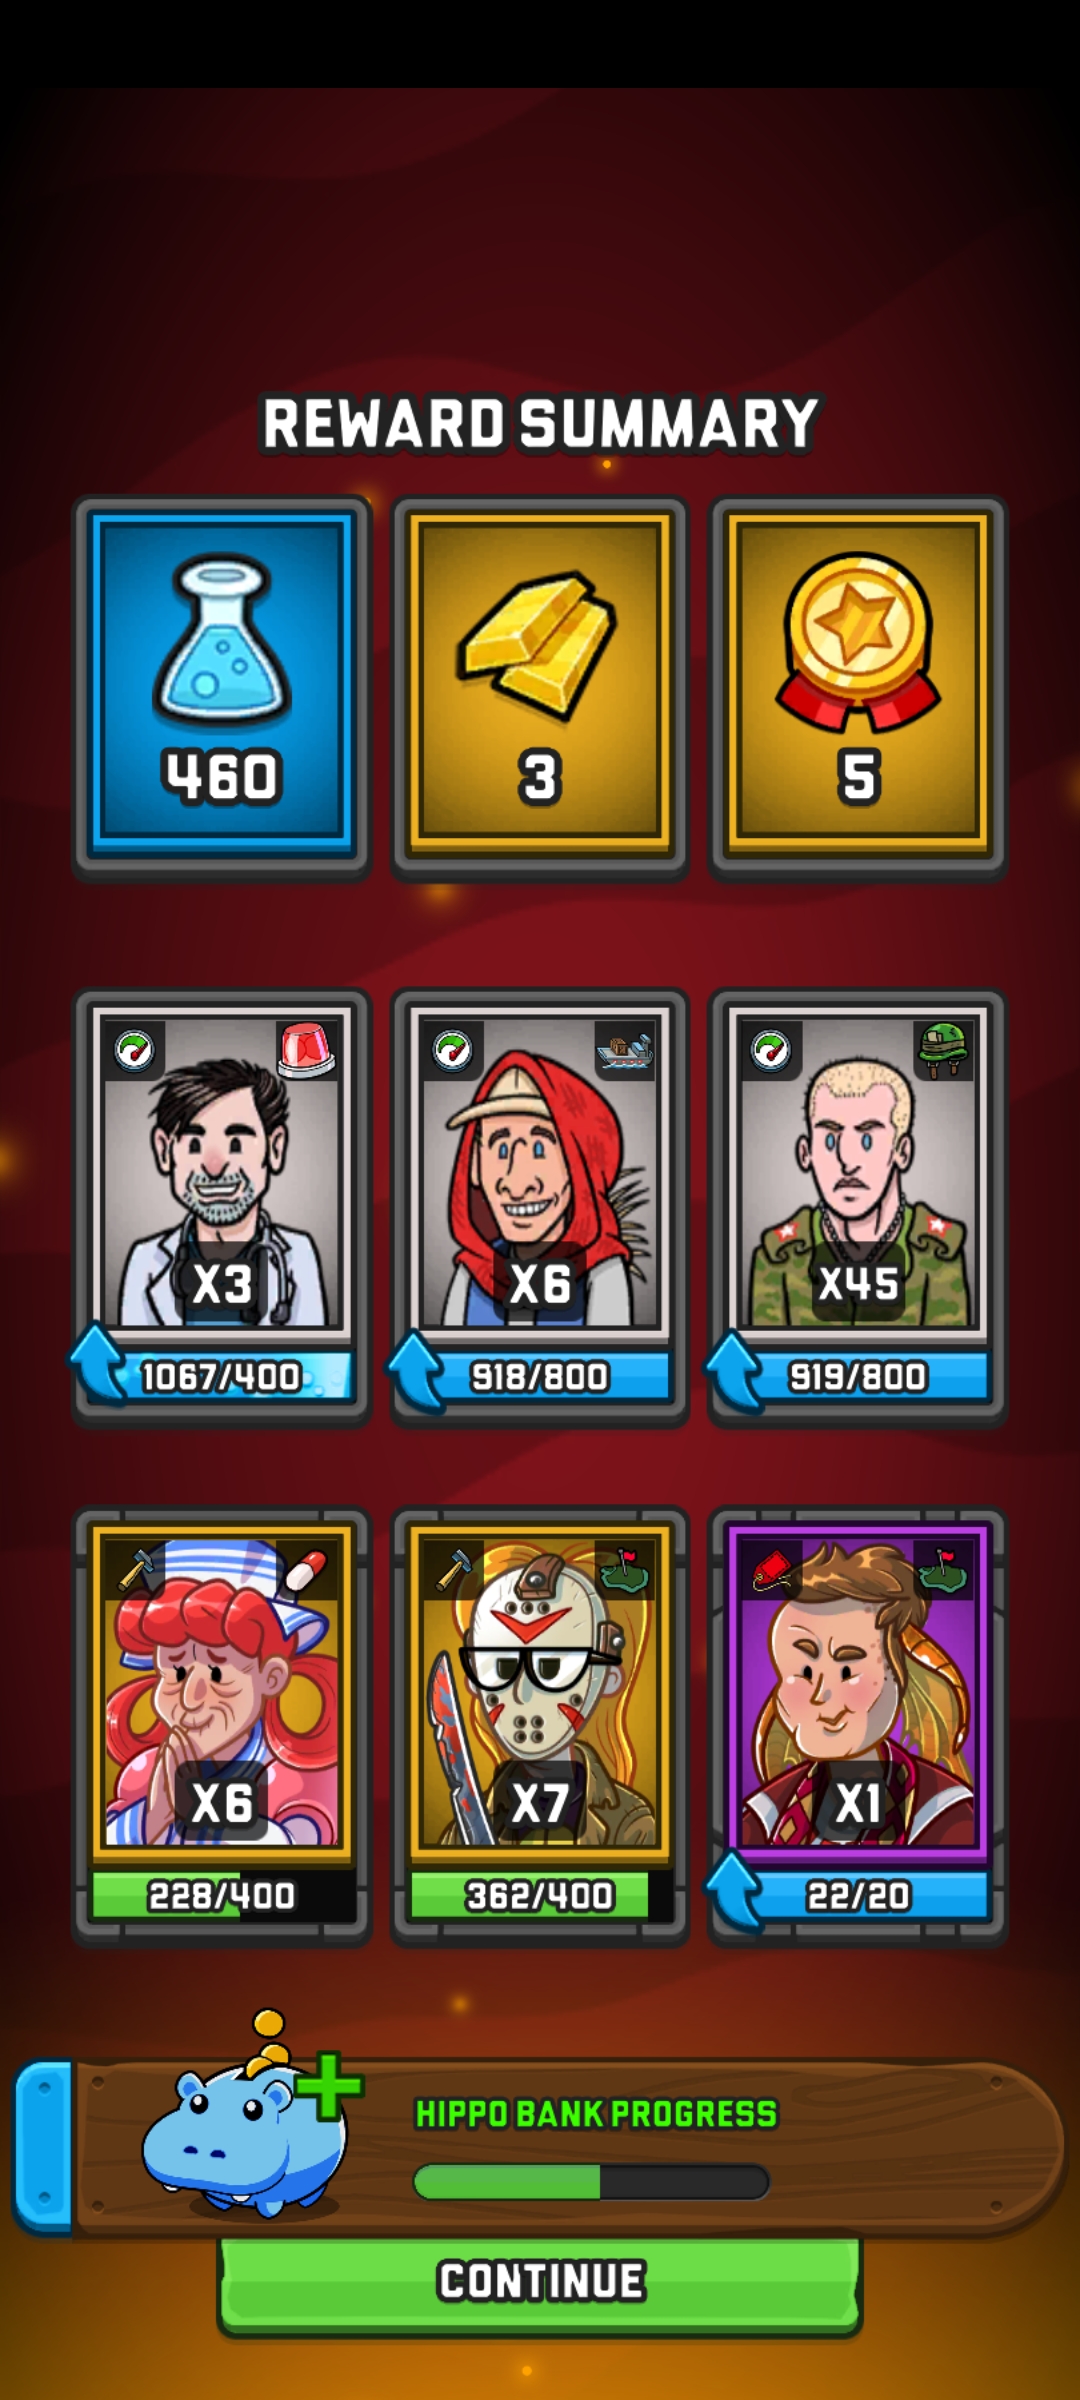 REWARD SUMMARY
460
3
5
X3
X6
X45
1067/400
918/800
919/800
X6
X7
X1
228/400
362/400
22/20
HIPPO BANK PROGRESS
CONTINUE